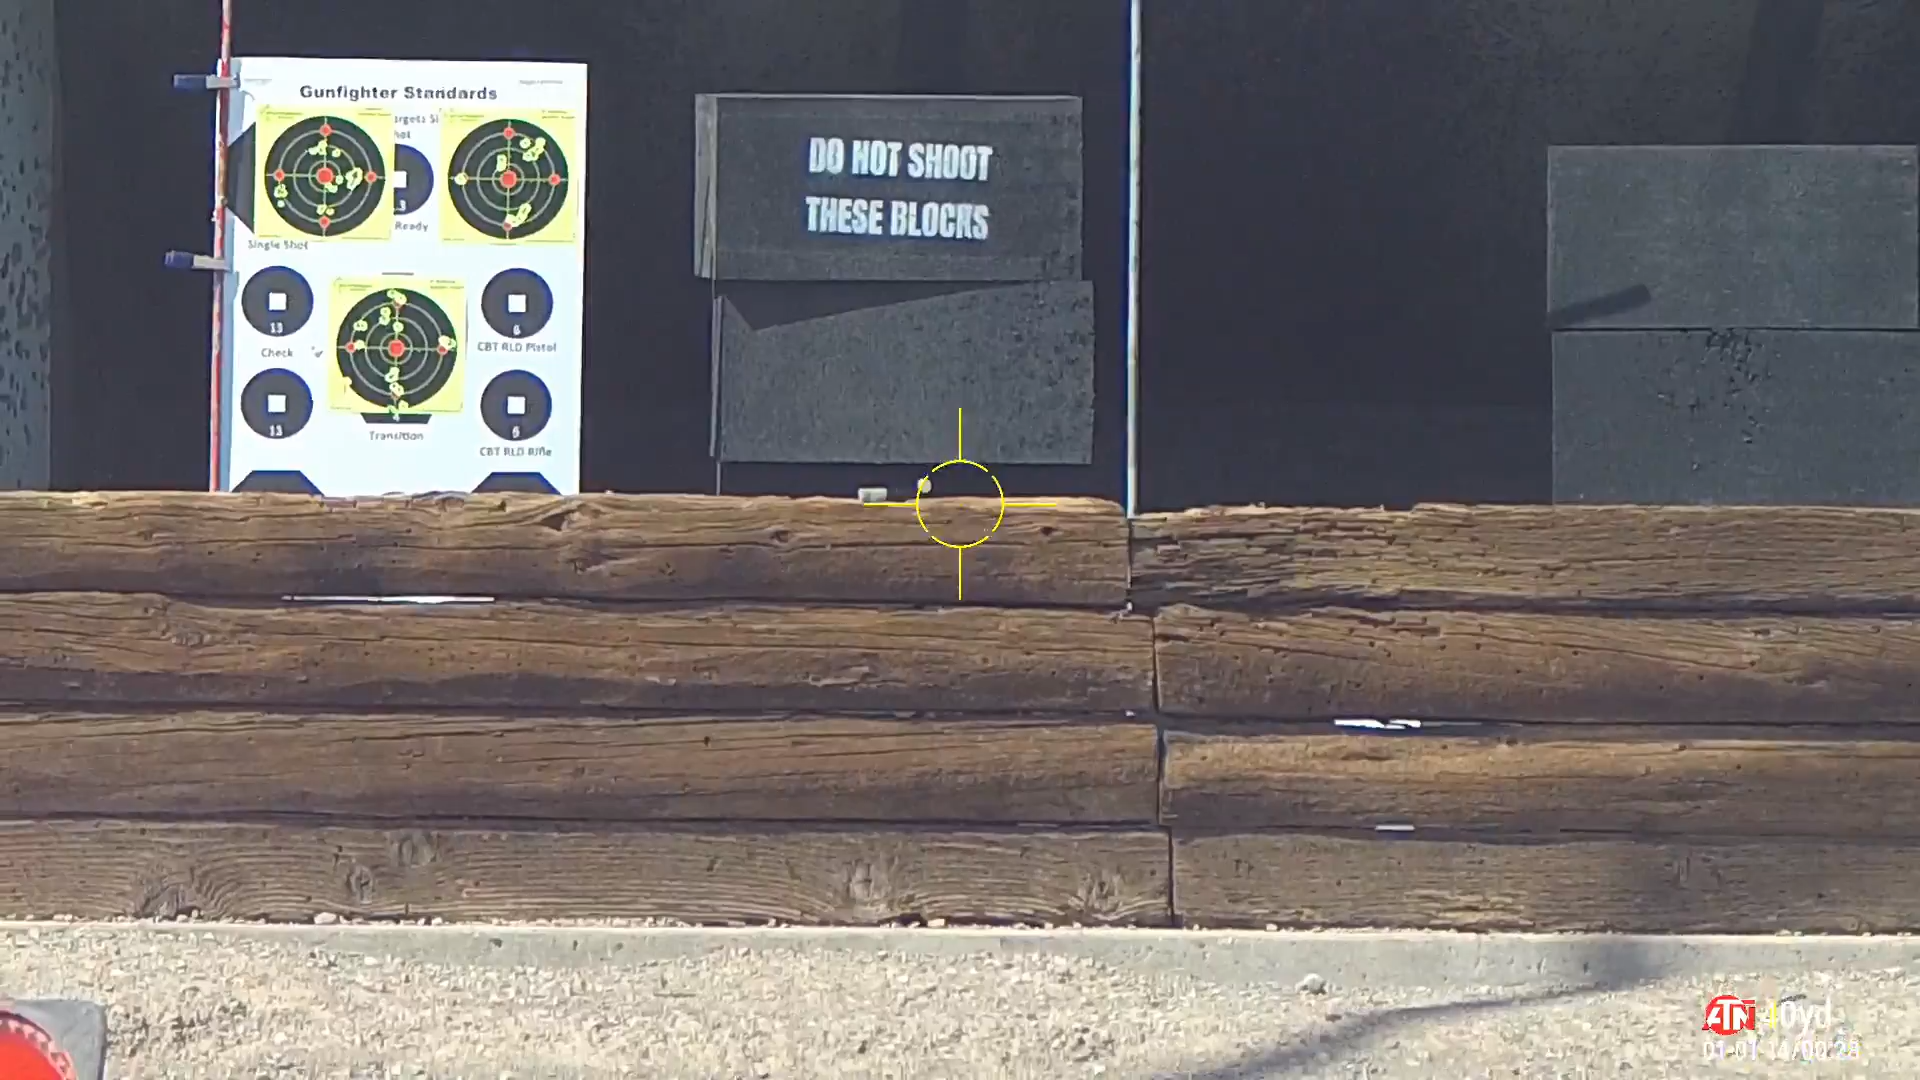 Gunfighter Standards
Ready
Single Shot
13
6
Check
CBT RLD Pistol
13
6
Transition
CBT RLD Rifle
DO NOT SHOOT
THESE BLOCKS
ATN